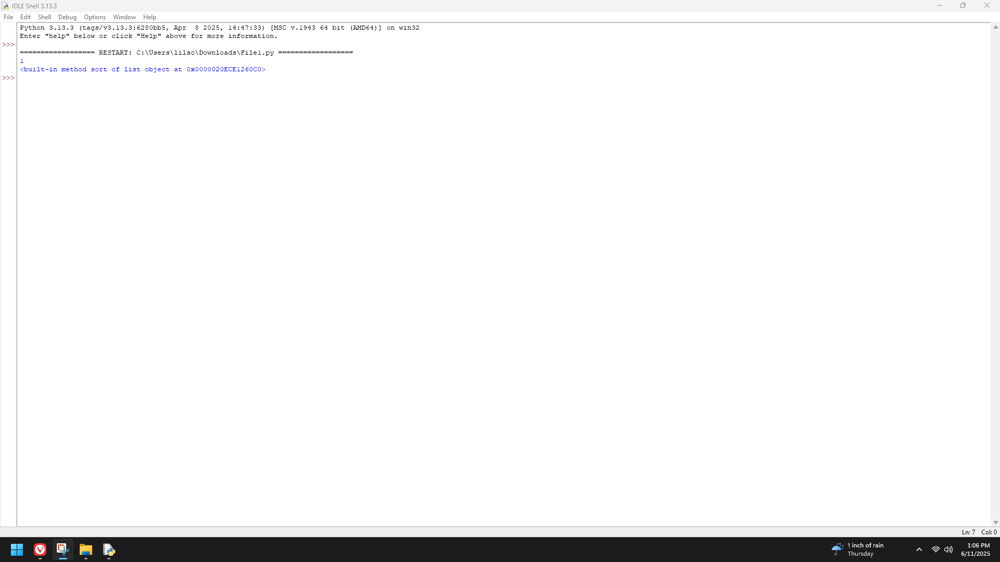 IDLE Shell 3.13.3
File Edit Shell Debug Options Window Help
Python 3.13.3 (tags/v3.13.3:6280bb5, Apr  8 2025, 14:47:33) [MSC v.1943 64 bit (AMD64)] on win32
Enter "help" below or click "Help" above for more information.
>>>
================== RESTART: C:\Users\lilso\Downloads\File1.py ==================
1
<built-in method sort of list object at 0x0000020ECE1260C0>
>>>
Ln: 7 Col: 0
1 inch of rain
Thursday
1:06 PM
6/11/2025